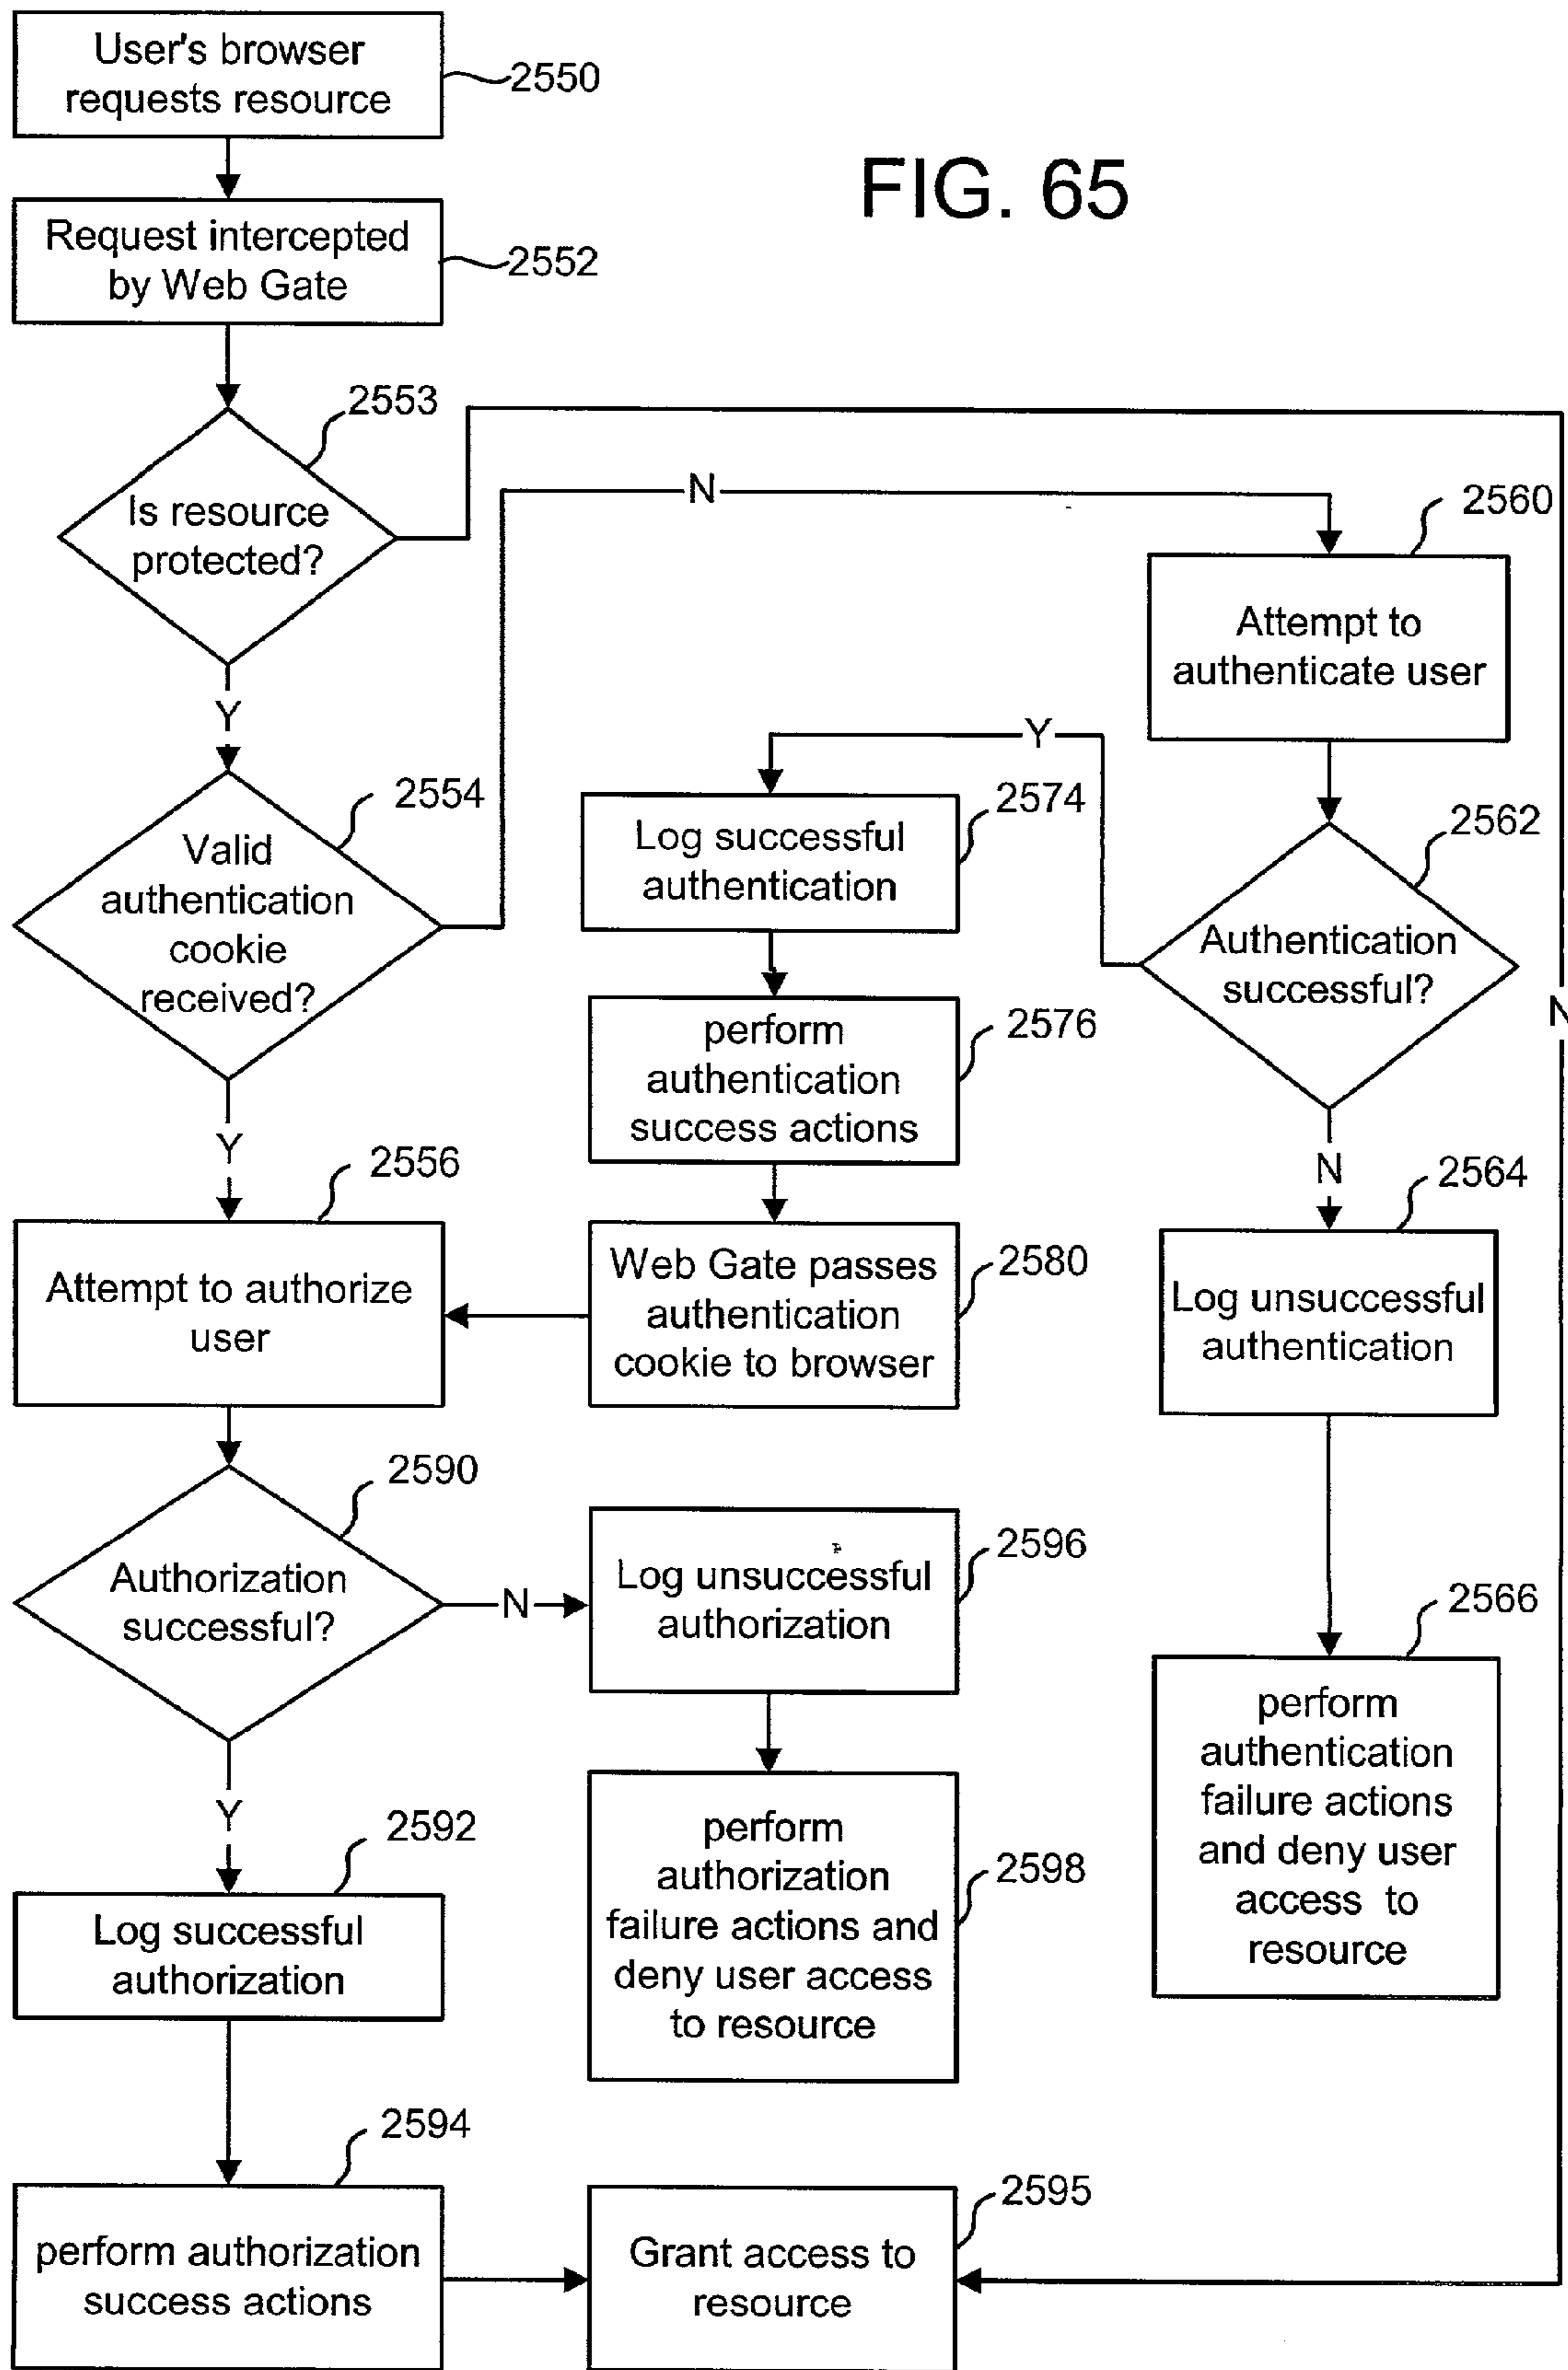 User's browser
requests resource
2550
FIG. 65
Request intercepted
by Web Gate
2552
2553
Is resource
protected?
N
2560
Attempt to
authenticate user
Y
Y
2554
Valid
authentication
cookie
received?
2574
Log successful
authentication
2562
Authentication
successful?
N
2576
perform
authentication
success actions
Y
N
2556
2564
Attempt to authorize
user
2580
Web Gate passes
authentication
cookie to browser
Log unsuccessful
authentication
2590
Authorization
successful?
N
2596
Log unsuccessful
authorization
2566
perform
authentication
failure actions
and deny user
access to
resource
Y
2592
Log successful
authorization
2598
perform
authorization
failure actions and
deny user access
to resource
2594
perform authorization
success actions
2595
Grant access to
resource